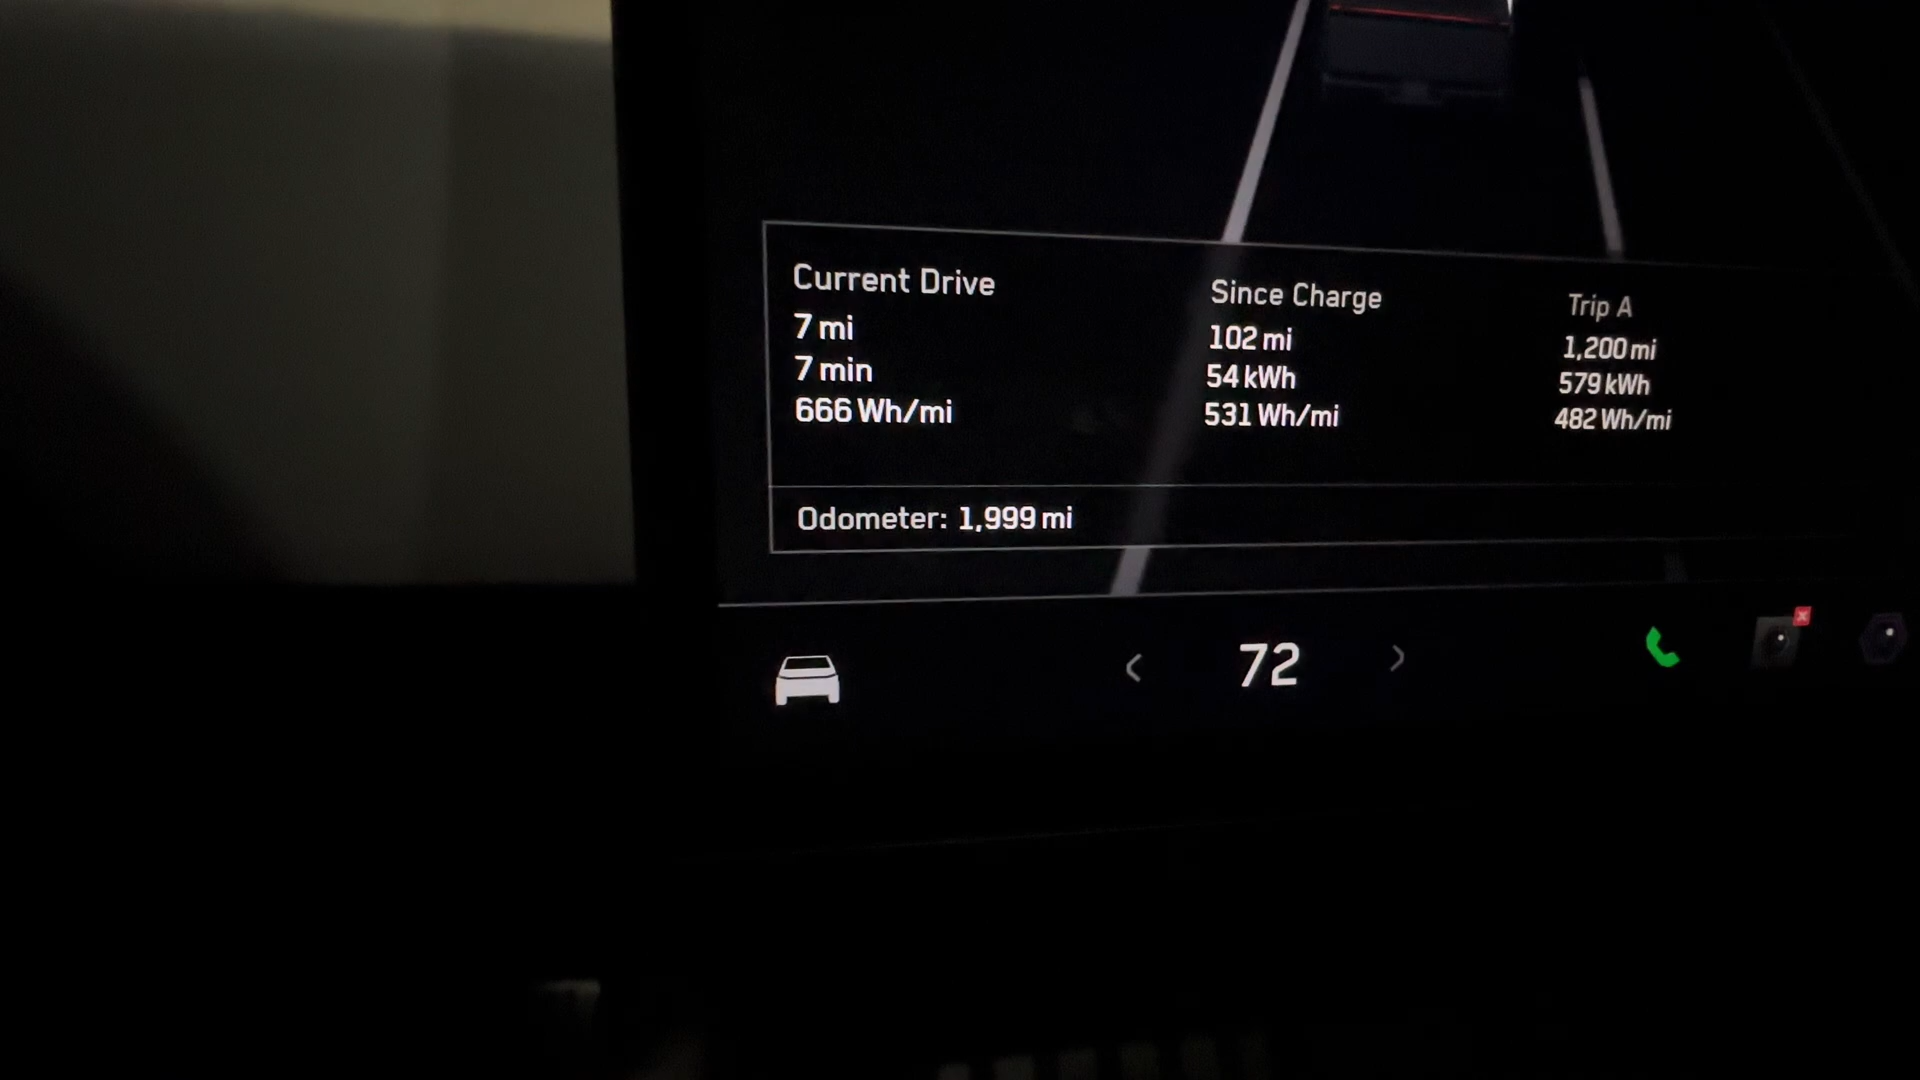 Current Drive
7 mi
7 min
666 Wh/mi
Since Charge
102 mi
54 kWh
531 Wh/mi
Trip A
1,200 mi
579 kWh
482 Wh/mi
Odometer: 1,999 mi
72